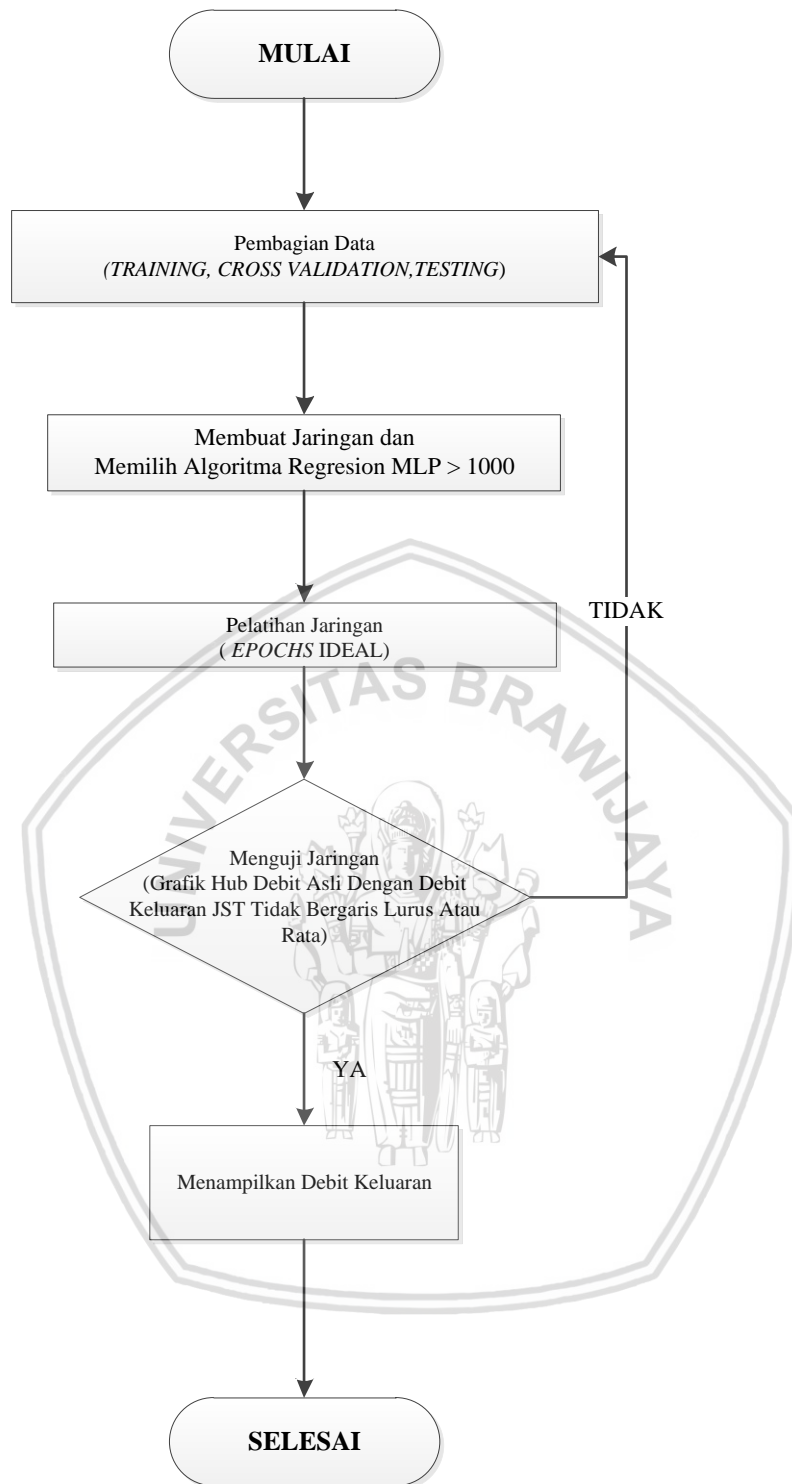 MULAI
Pembagian Data
(TRAINING, CROSS VALIDATION,TESTING)
Membuat Jaringan dan
Memilih Algoritma Regresion MLP > 1000
Pelatihan Jaringan
( EPOCHS IDEAL)
TIDAK
UNIVERSITAS BRAWIJAYA
Menguji Jaringan
(Grafik Hub Debit Asli Dengan Debit
Keluaran JST Tidak Bergaris Lurus Atau
Rata)
YA
Menampilkan Debit Keluaran
SELESAI